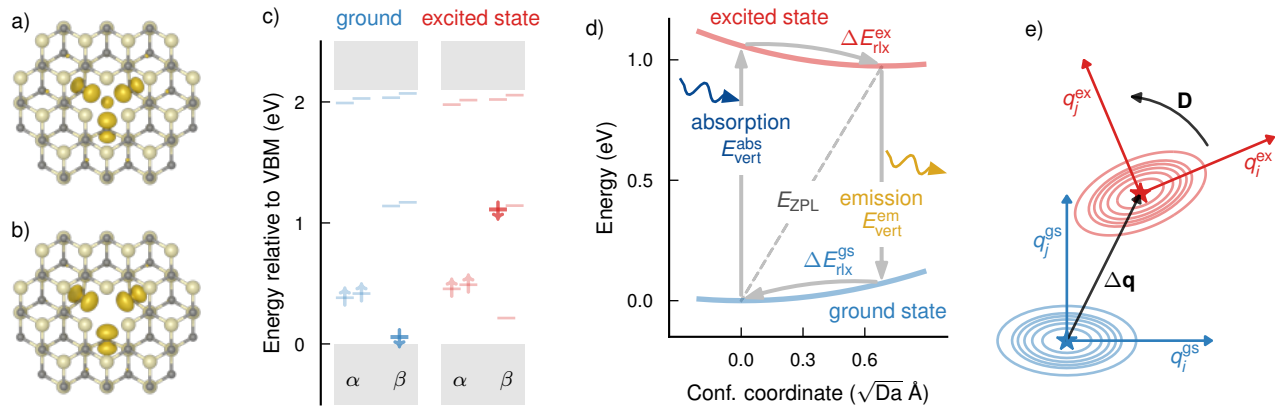 a)
b)
c)
ground
excited state
Energy relative to VBM (eV)
2
1
0
α
β
α
β
d)
excited state
ΔE_rlx^ex
1.0
absorption
E_vert^abs
Energy (eV)
0.5
E_ZPL
emission
E_vert^em
ΔE_rlx^gs
0.0
ground state
0.0
0.3
0.6
Conf. coordinate (√Da Å)
e)
q_j^ex
D
q_i^ex
q_j^gs
Δq
q_i^gs